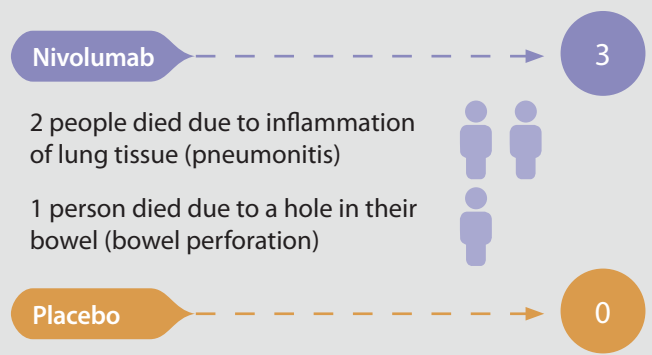 Nivolumab 3
2 people died due to inflammation
of lung tissue (pneumonitis)
1 person died due to a hole in their
bowel (bowel perforation)
Placebo 0